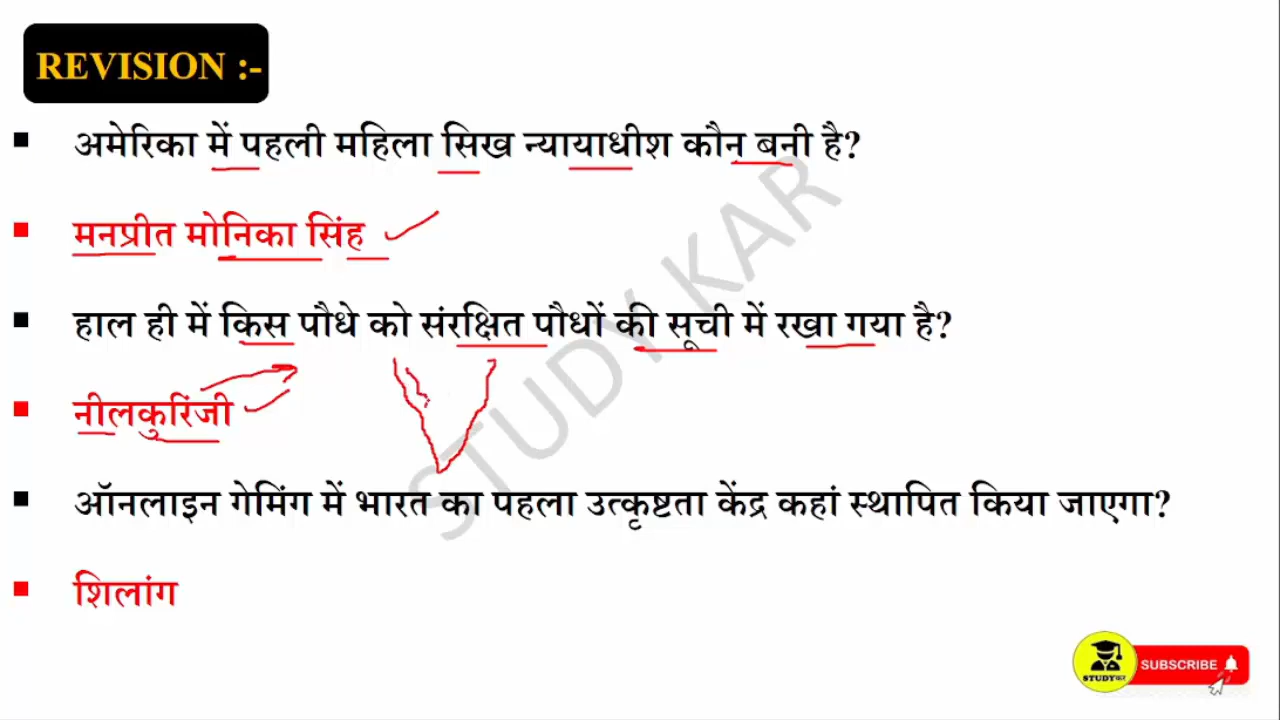 REVISION :-
अमेरिका में पहली महिला सिख न्यायाधीश कौन बनी है?
मनप्रीत मोनिका सिंह
हाल ही में किस पौधे को संरक्षित पौधों की सूची में रखा गया है?
नीलकुरिंजी
ऑनलाइन गेमिंग में भारत का पहला उत्कृष्टता केंद्र कहां स्थापित किया जाएगा?
शिलांग
STUDY KAR
SUBSCRIBE
STUDYकर